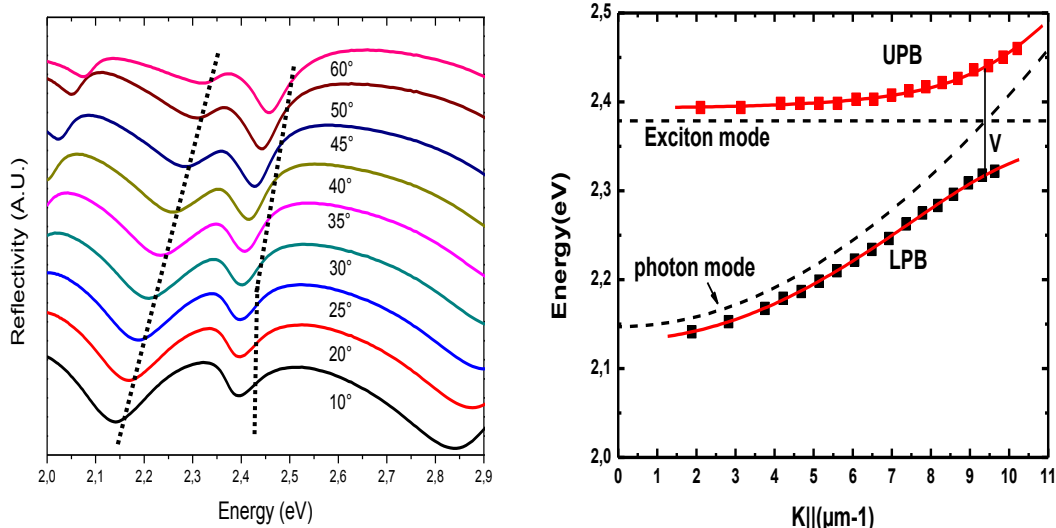 Reflectivity (A.U.)
60°
50°
45°
40°
35°
30°
25°
20°
10°
2,0 2,1 2,2 2,3 2,4 2,5 2,6 2,7 2,8 2,9
Energy (eV)
Energy(eV)
2,5
2,4
2,3
2,2
2,1
2,0
UPB
Exciton mode
V
LPB
photon mode
0 1 2 3 4 5 6 7 8 9 10 11
K||(µm-1)